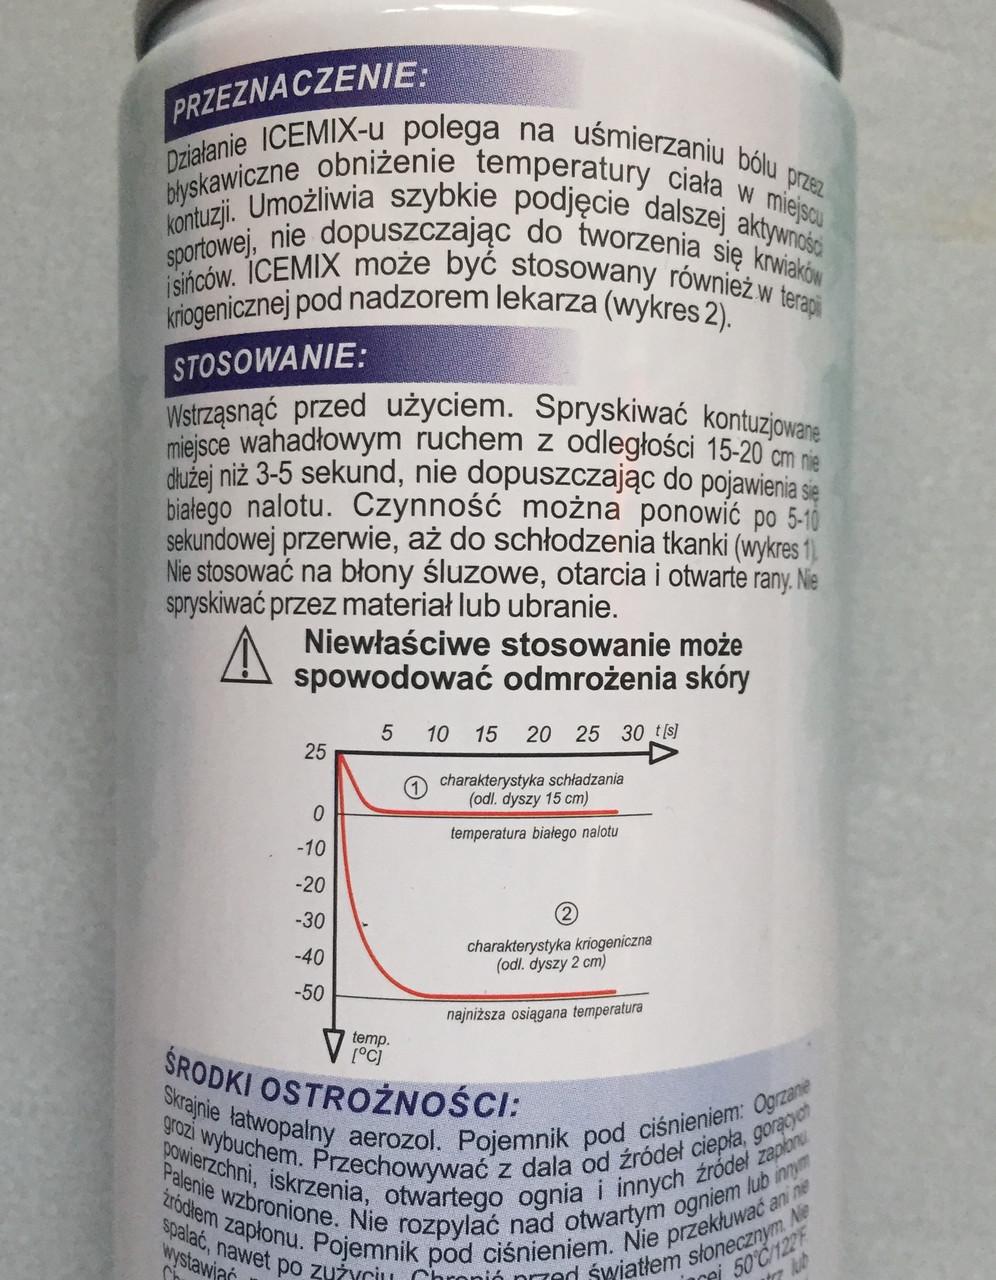 PRZEZNACZENIE:
Działanie ICEMIX-u polega na uśmierzaniu bólu przez
błyskawiczne obniżenie temperatury ciała w miejscu
kontuzji. Umożliwia szybkie podjęcie dalszej aktywności
sportowej, nie dopuszczając do tworzenia się krwiaków
i sińców. ICEMIX może być stosowany również w terapii
kriogenicznej pod nadzorem lekarza (wykres 2).
STOSOWANIE:
Wstrząsnąć przed użyciem. Spryskiwać kontuzjowane
miejsce wahadłowym ruchem z odległości 15-20 cm nie
dłużej niż 3-5 sekund, nie dopuszczając do pojawienia się
białego nalotu. Czynność można ponowić po 5-10
sekundowej przerwie, aż do schłodzenia tkanki (wykres 1).
Nie stosować na błony śluzowe, otarcia i otwarte rany. Nie
spryskiwać przez materiał lub ubranie.
Niewłaściwe stosowanie może
spowodować odmrożenia skóry
5 10 15 20 25 30 t [s]
25
1 charakterystyka schładzania
(odl. dyszy 15 cm)
0
temperatura białego nalotu
-10
-20
-30
2
charakterystyka kriogeniczna
-40
(odl. dyszy 2 cm)
-50
najniższa osiągana temperatura
temp.
[°C]
ŚRODKI OSTROŻNOŚCI:
Skrajnie łatwopalny aerozol. Pojemnik pod ciśnieniem: Ogrzanie
grozi wybuchem. Przechowywać z dala od źródeł ciepła, gorących
powierzchni, iskrzenia, otwartego ognia i innych źródeł zapłonu.
Palenie wzbronione. Nie rozpylać nad otwartym ogniem lub innym
źródłem zapłonu. Pojemnik pod ciśnieniem. Nie przekłuwać ani nie
spalać, nawet po zużyciu. Chronić przed światłem słonecznym. Nie
wystawiać 50°C/122°F.
lub